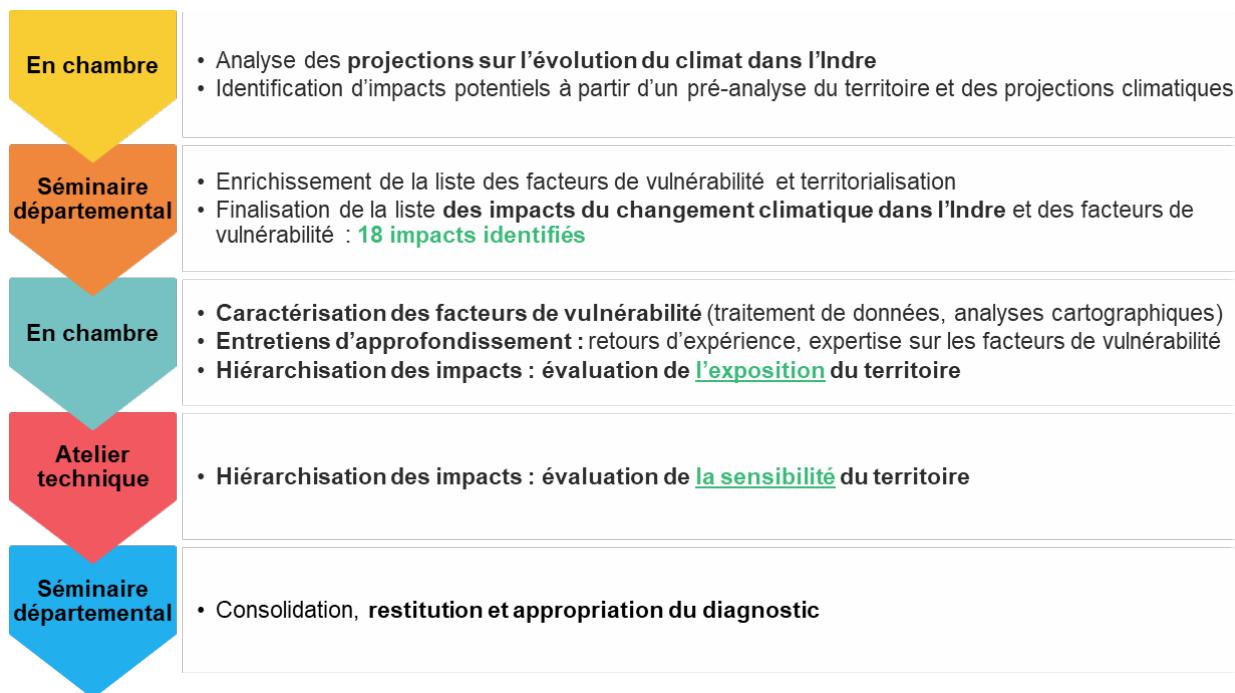 En chambre
• Analyse des projections sur l'évolution du climat dans l'Indre
• Identification d'impacts potentiels à partir d'un pré-analyse du territoire et des projections climatiques
Séminaire
départemental
• Enrichissement de la liste des facteurs de vulnérabilité et territorialisation
• Finalisation de la liste des impacts du changement climatique dans l'Indre et des facteurs de
vulnérabilité : 18 impacts identifiés
En chambre
• Caractérisation des facteurs de vulnérabilité (traitement de données, analyses cartographiques)
• Entretiens d'approfondissement : retours d'expérience, expertise sur les facteurs de vulnérabilité
• Hiérarchisation des impacts : évaluation de l'exposition du territoire
Atelier
technique
• Hiérarchisation des impacts : évaluation de la sensibilité du territoire
Séminaire
départemental
• Consolidation, restitution et appropriation du diagnostic